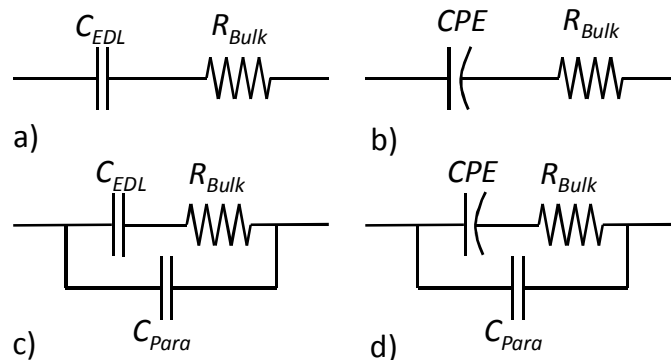 C_EDL R_Bulk
CPE R_Bulk
a)
b)
C_EDL R_Bulk
CPE R_Bulk
C_Para
C_Para
c)
d)